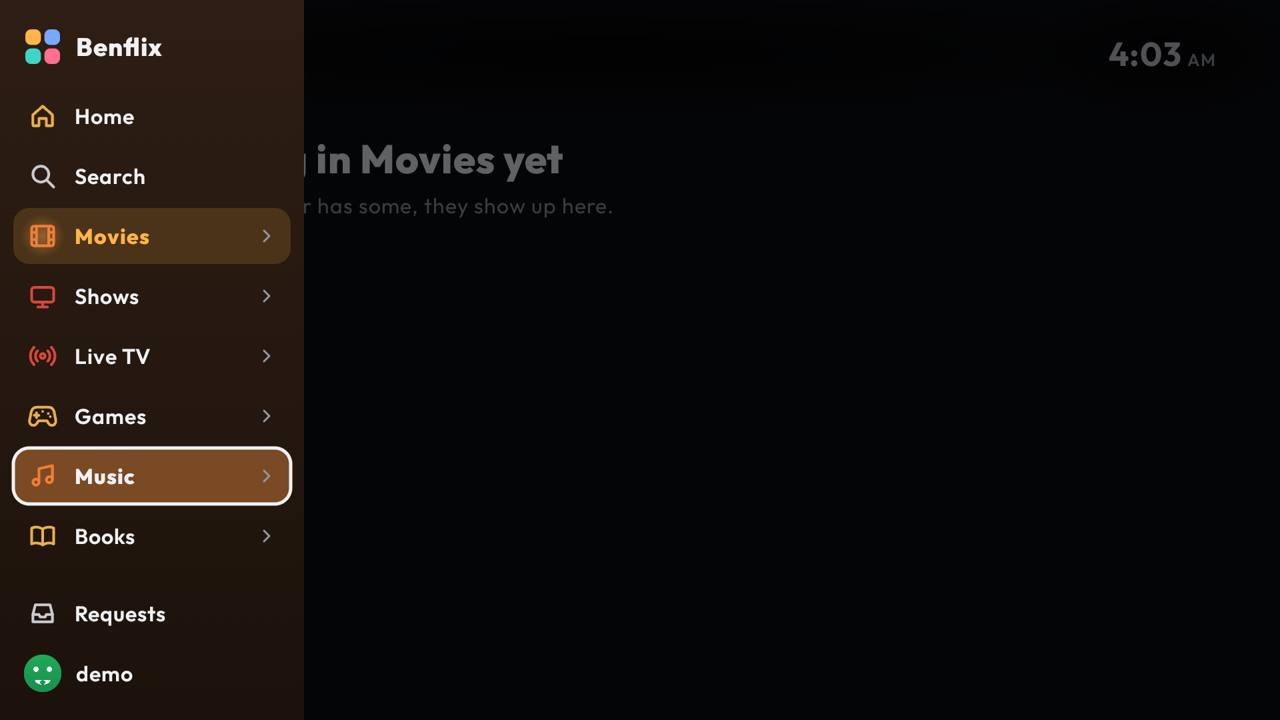 Benflix
4:03 AM
Home
Search
Movies
Shows
Live TV
Games
Music
Books
Requests
demo
in Movies yet
has some, they show up here.